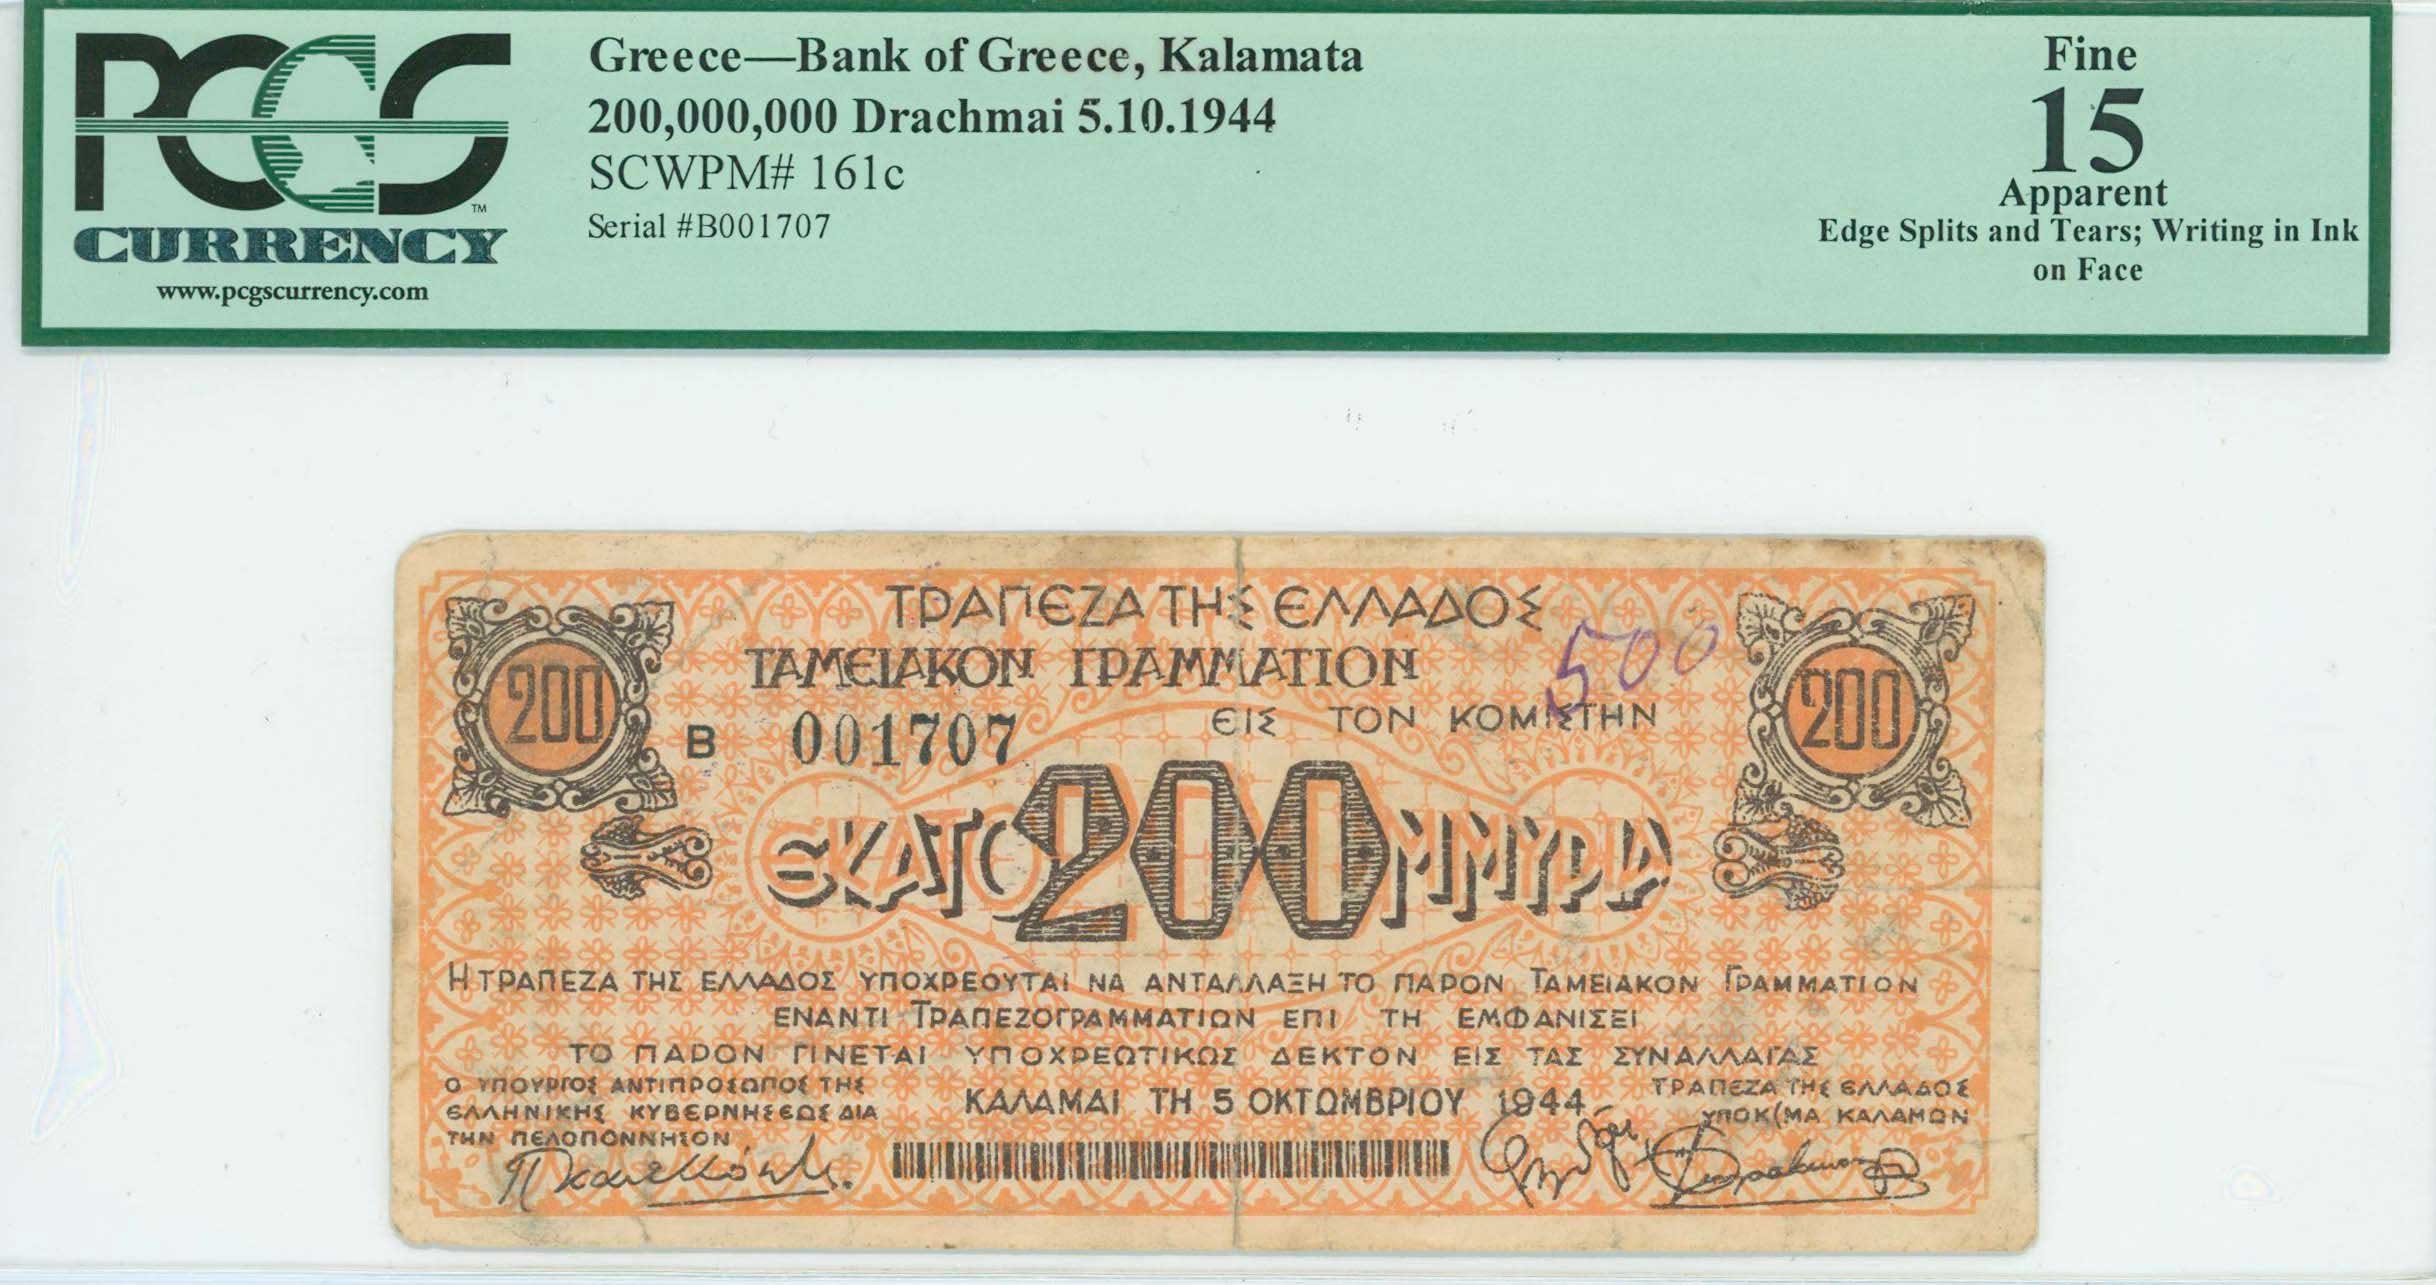 PCGS
TM
CURRENCY
www.pcgscurrency.com
Greece—Bank of Greece, Kalamata
200,000,000 Drachmai 5.10.1944
SCWPM# 161c
Serial #B001707
Fine
15
Apparent
Edge Splits and Tears; Writing in Ink
on Face
ΤΡΑΠΕΖΑ ΤΗΣ ΕΛΛΑΔΟΣ
ΤΑΜΕΙΑΚΟΝ ΓΡΑΜΜΑΤΙΟΝ
500
200
200
Β 001707
ΕΙΣ ΤΟΝ ΚΟΜΙΣΤΗΝ
ΕΚΑΤΟ 200 ΜΜΥΡΙΑ
Η ΤΡΑΠΕΖΑ ΤΗΣ ΕΛΛΑΔΟΣ ΥΠΟΧΡΕΟΥΤΑΙ ΝΑ ΑΝΤΑΛΛΑΞΗ ΤΟ ΠΑΡΟΝ ΤΑΜΕΙΑΚΟΝ ΓΡΑΜΜΑΤΙΟΝ
ΕΝΑΝΤΙ ΤΡΑΠΕΖΟΓΡΑΜΜΑΤΙΩΝ ΕΠΙ ΤΗ ΕΜΦΑΝΙΣΕΙ
ΤΟ ΠΑΡΟΝ ΓΙΝΕΤΑΙ ΥΠΟΧΡΕΩΤΙΚΩΣ ΔΕΚΤΟΝ ΕΙΣ ΤΑΣ ΣΥΝΑΛΛΑΓΑΣ
Ο ΥΠΟΥΡΓΟΣ ΑΝΤΙΠΡΟΣΩΠΟΣ ΤΗΣ
ΕΛΛΗΝΙΚΗΣ ΚΥΒΕΡΝΗΣΕΩΣ ΔΙΑ
ΤΗΝ ΠΕΛΟΠΟΝΝΗΣΟΝ
ΚΑΛΑΜΑΙ ΤΗ 5 ΟΚΤΩΜΒΡΙΟΥ 1944
ΤΡΑΠΕΖΑ ΤΗΣ ΕΛΛΑΔΟΣ
ΥΠΟΚ(ΜΑ ΚΑΛΑΜΩΝ